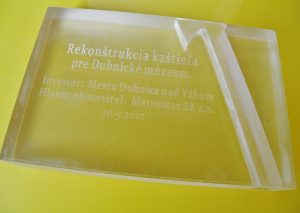 Rekonštrukcia kaštieľa
pre Dubnické múzeum
Investor: Mesto Dubnica nad Váhom
Hlavný zhotoviteľ: Metrostav SK a.s.
30.5.2010